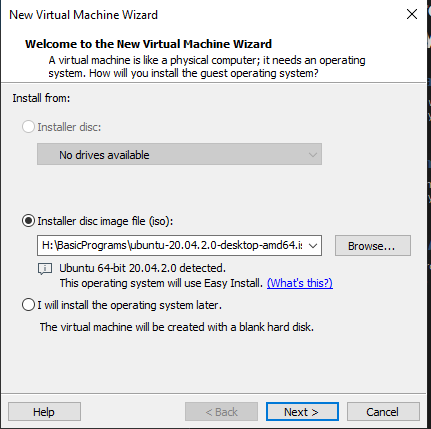 New Virtual Machine Wizard
Welcome to the New Virtual Machine Wizard
A virtual machine is like a physical computer; it needs an operating
system. How will you install the guest operating system?
Install from:
Installer disc:
No drives available
Installer disc image file (iso):
H:\BasicPrograms\ubuntu-20.04.2.0-desktop-amd64.is
Browse...
Ubuntu 64-bit 20.04.2.0 detected.
This operating system will use Easy Install. (What's this?)
I will install the operating system later.
The virtual machine will be created with a blank hard disk.
Help
< Back
Next >
Cancel